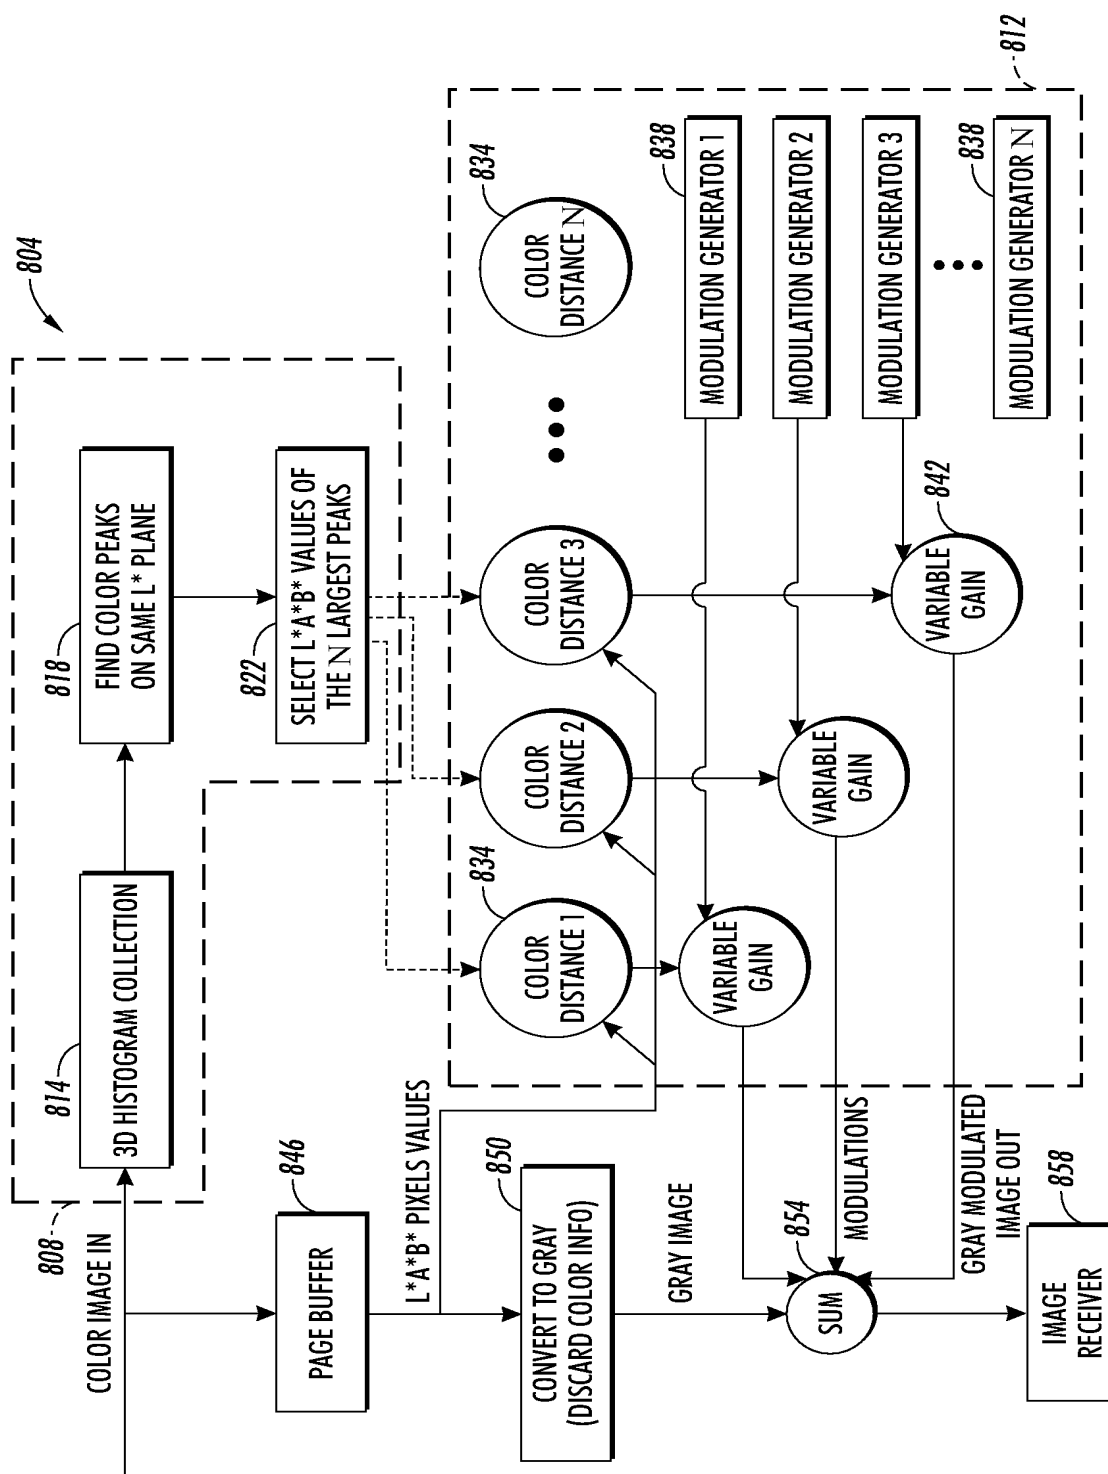 804
COLOR IMAGE IN
808
814
3D HISTOGRAM COLLECTION
818
FIND COLOR PEAKS
ON SAME L* PLANE
822
SELECT L*A*B* VALUES OF
THE N LARGEST PEAKS
846
PAGE BUFFER
L*A*B* PIXELS VALUES
850
CONVERT TO GRAY
(DISCARD COLOR INFO)
GRAY IMAGE
854
SUM
MODULATIONS
GRAY MODULATED
IMAGE OUT
858
IMAGE
RECEIVER
812
834
COLOR
DISTANCE 1
COLOR
DISTANCE 2
COLOR
DISTANCE 3
834
COLOR
DISTANCE N
VARIABLE
GAIN
VARIABLE
GAIN
842
VARIABLE
GAIN
838
MODULATION GENERATOR 1
MODULATION GENERATOR 2
MODULATION GENERATOR 3
838
MODULATION GENERATOR N